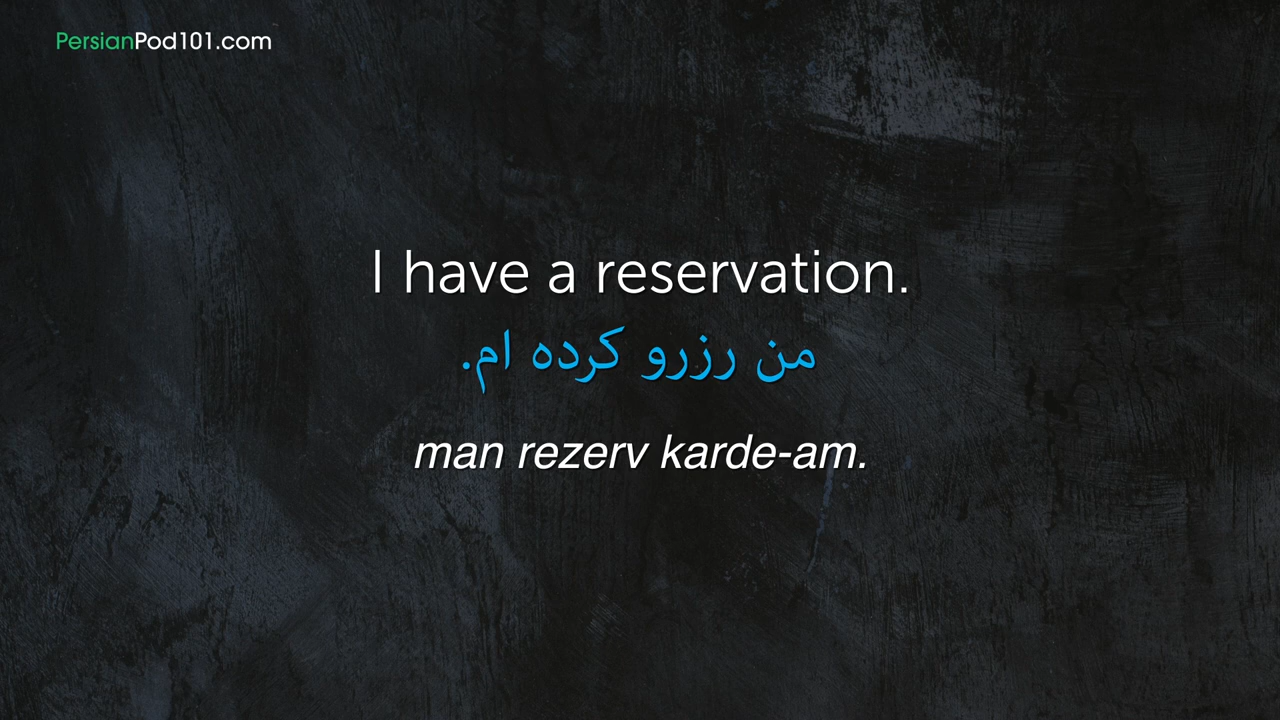 PersianPod101.com
I have a reservation.
من رزرو کرده ام.
man rezerv karde-am.